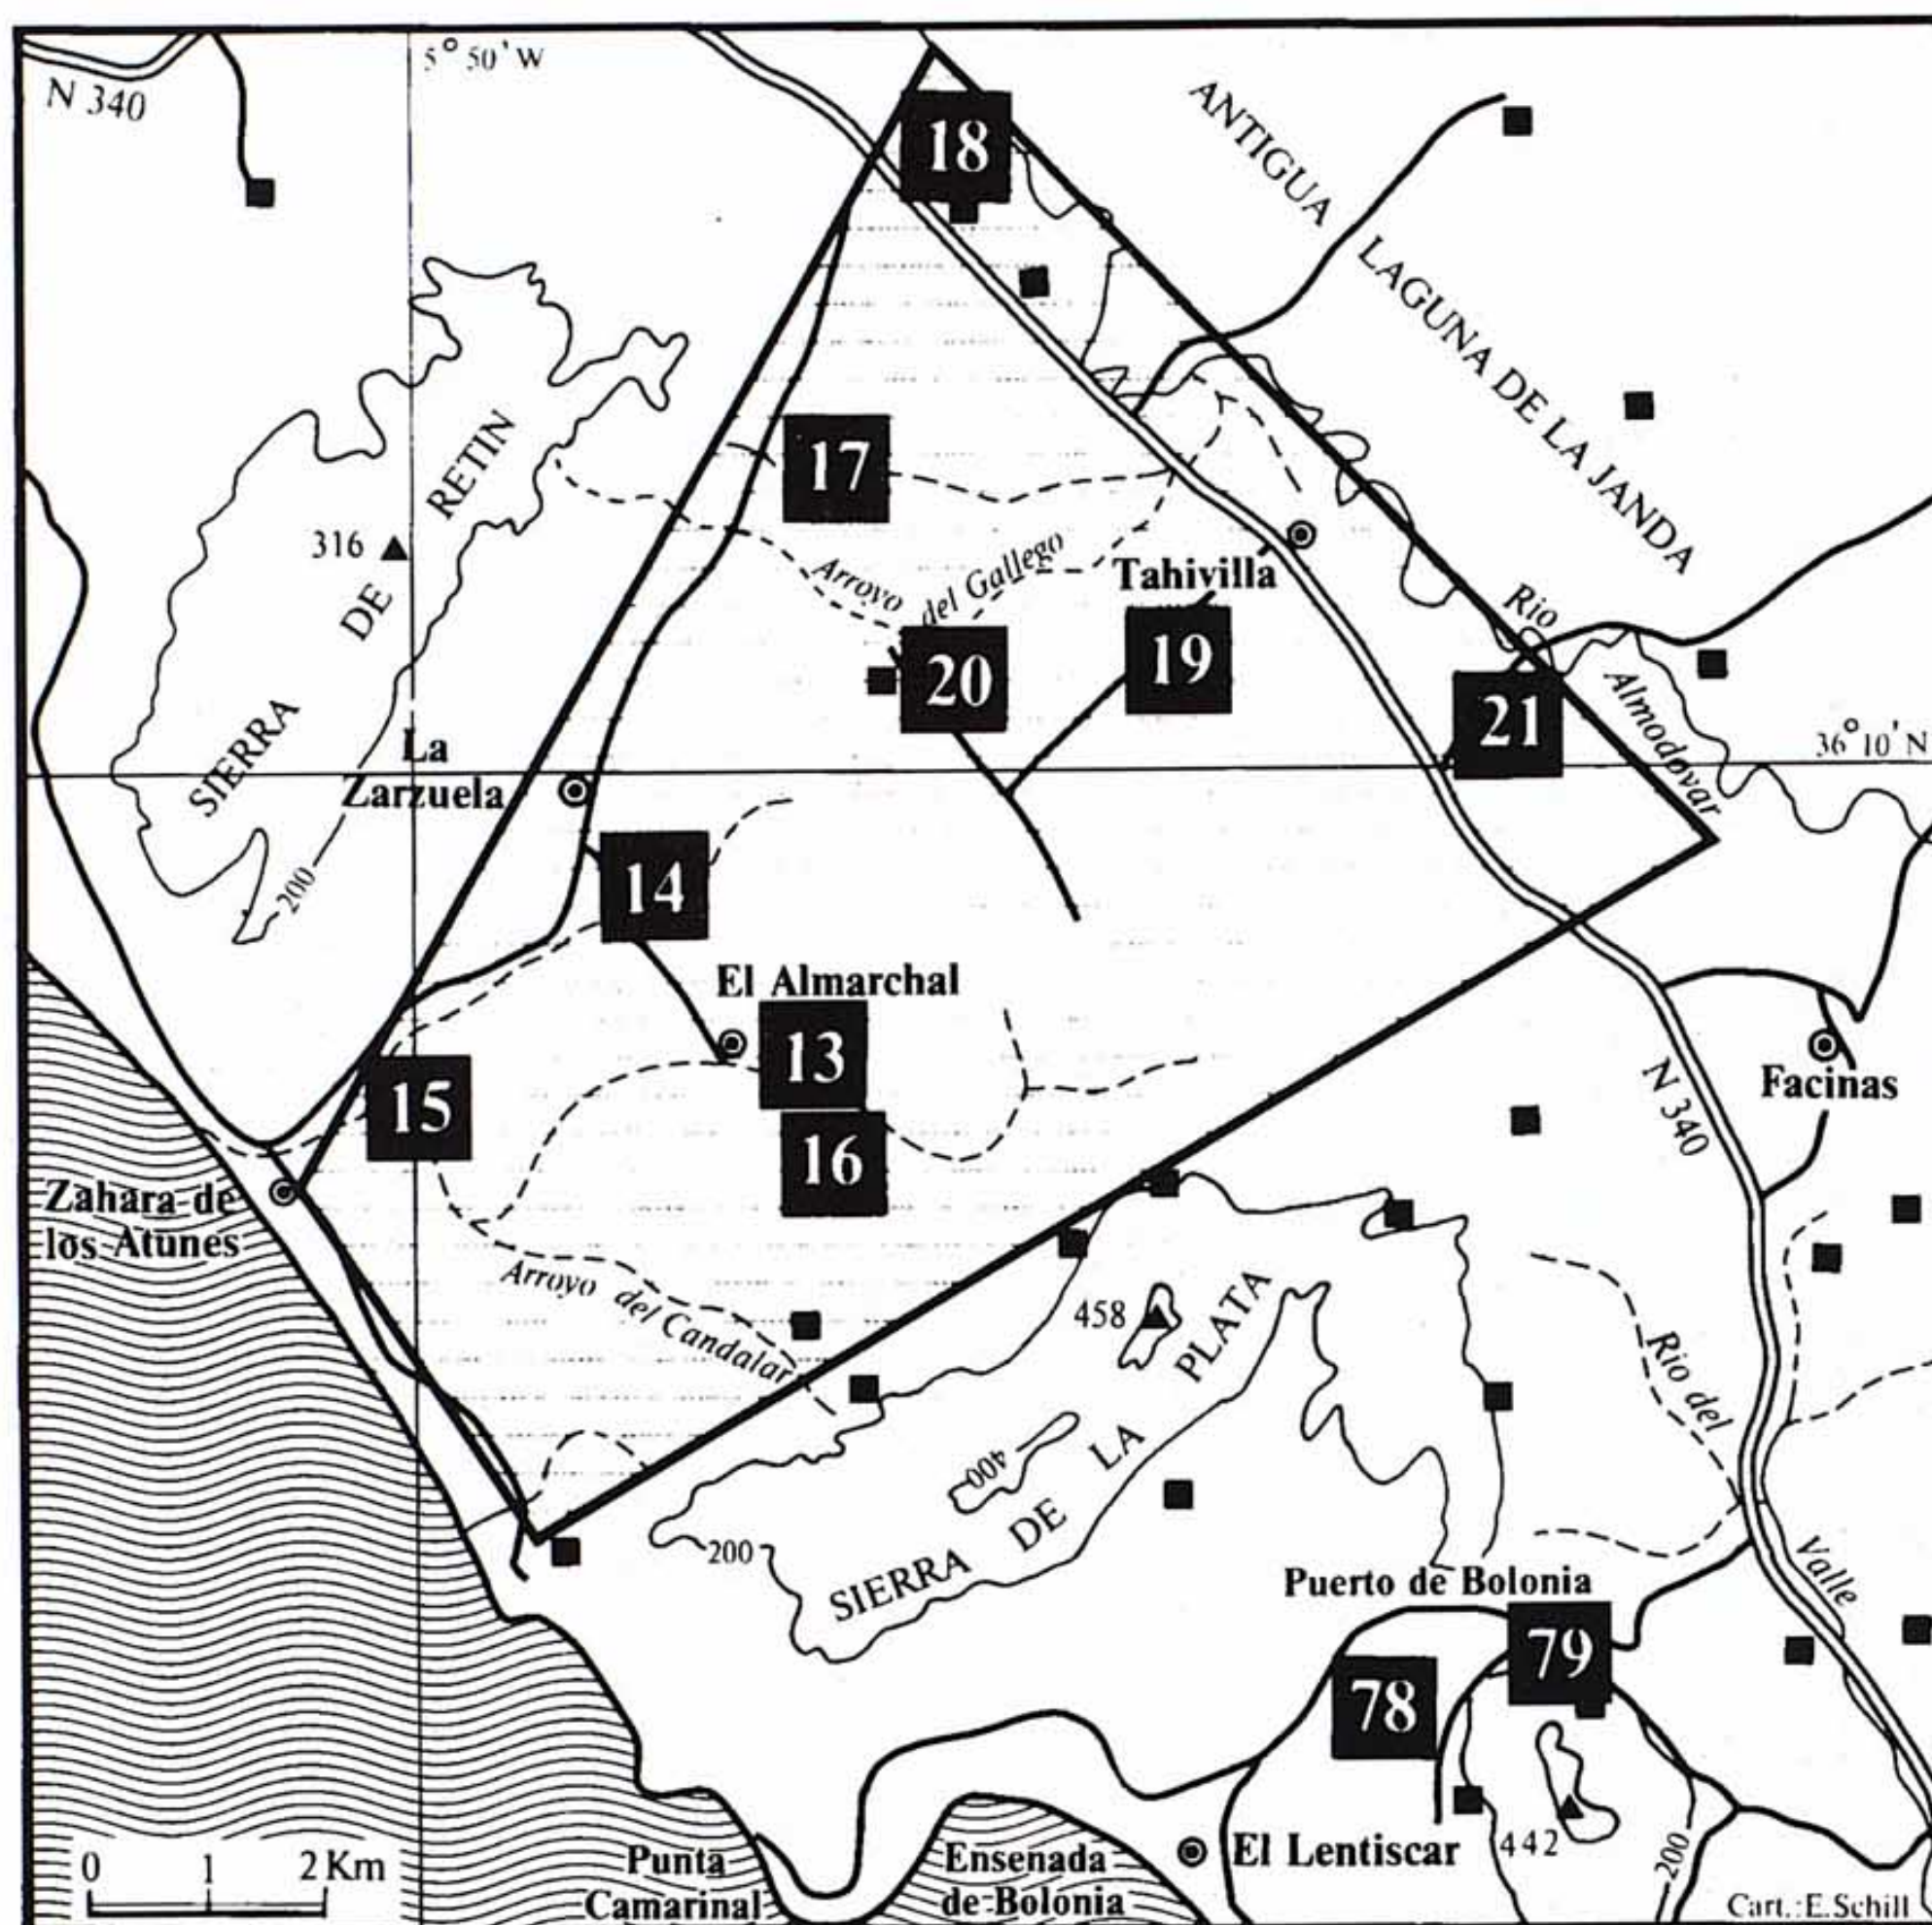 N 340
5° 50' W
18
ANTIGUA LAGUNA DE LA JANDA
17
316
SIERRA DE RETIN
Arroyo del Gallego
Tahivilla
19
20
Rio Almodovar
21
36° 10' N
La
Zarzuela
14
200
El Almarchal
13
15
16
N 340
Facinas
Zahara de
los Atunes
Arroyo del Candalar
458
SIERRA DE LA PLATA
400
200
Rio del Valle
Puerto de Bolonia
79
78
0 1 2 Km
Punta
Camarinal
Ensenada
de Bolonia
El Lentiscar
442
200
Cart.: E. Schill